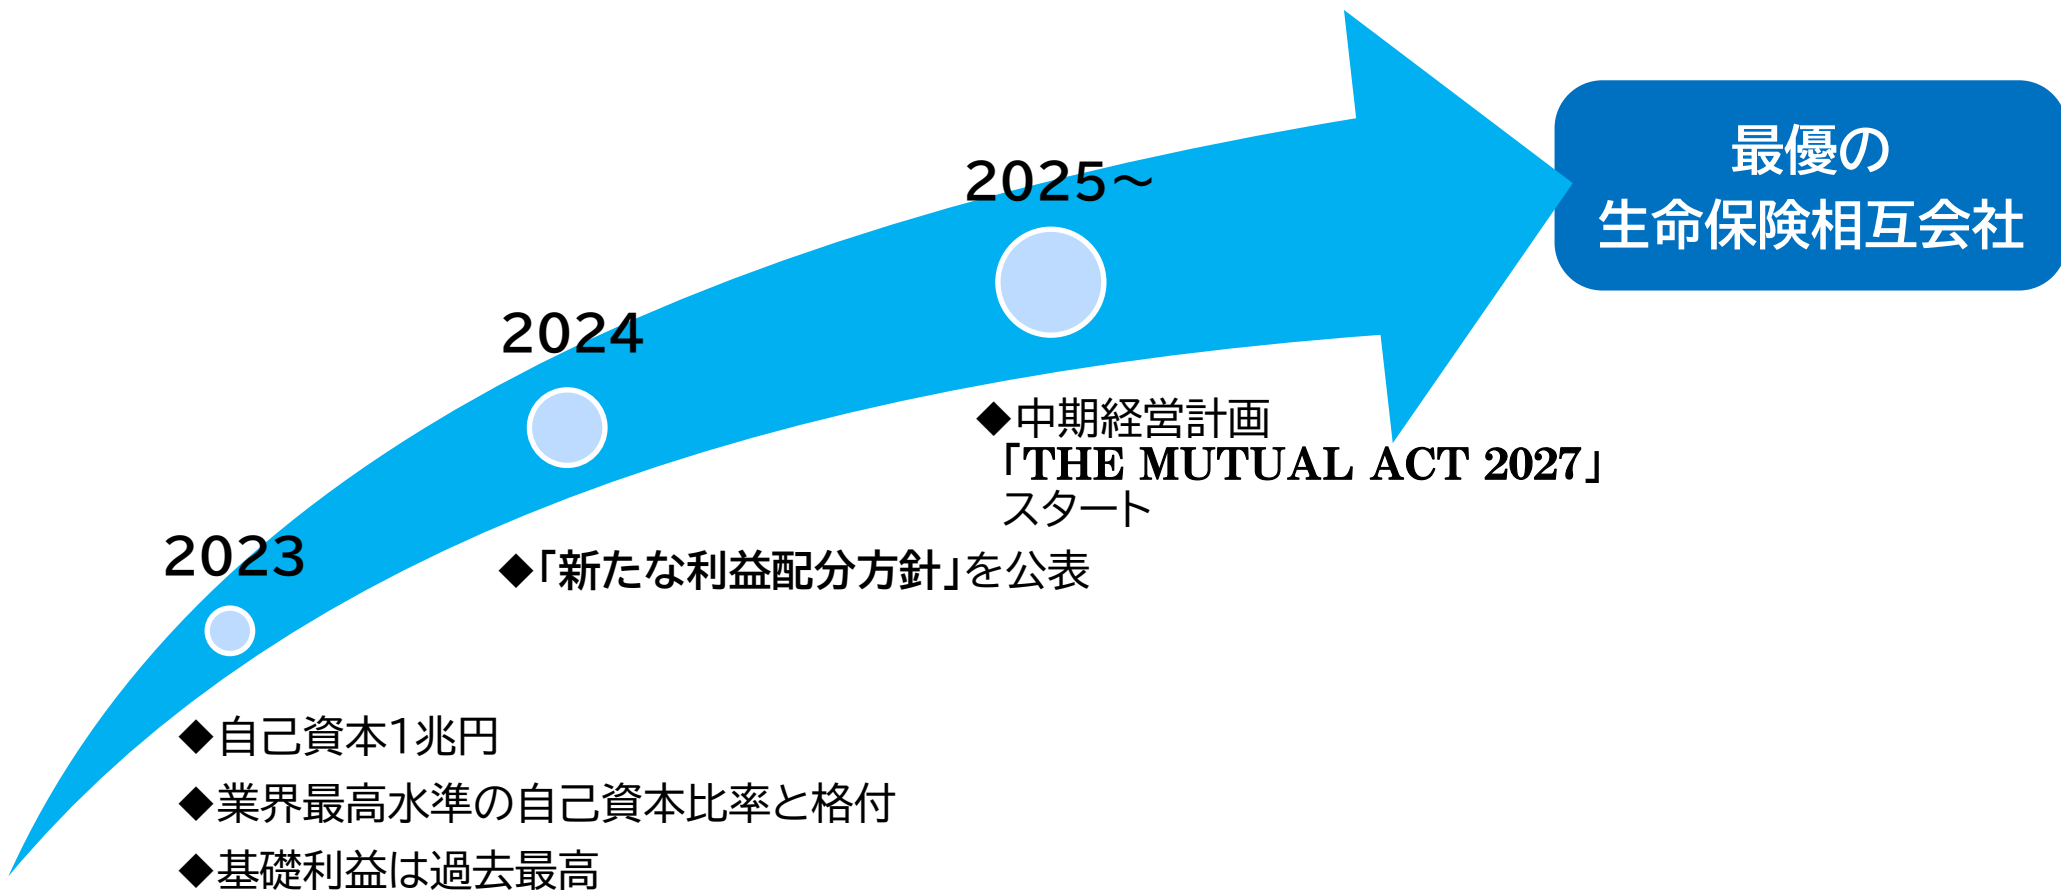 最優の
生命保険相互会社
2025～
2024
◆中期経営計画
「THE MUTUAL ACT 2027」
スタート
2023
◆「新たな利益配分方針」を公表
◆自己資本1兆円
◆業界最高水準の自己資本比率と格付
◆基礎利益は過去最高